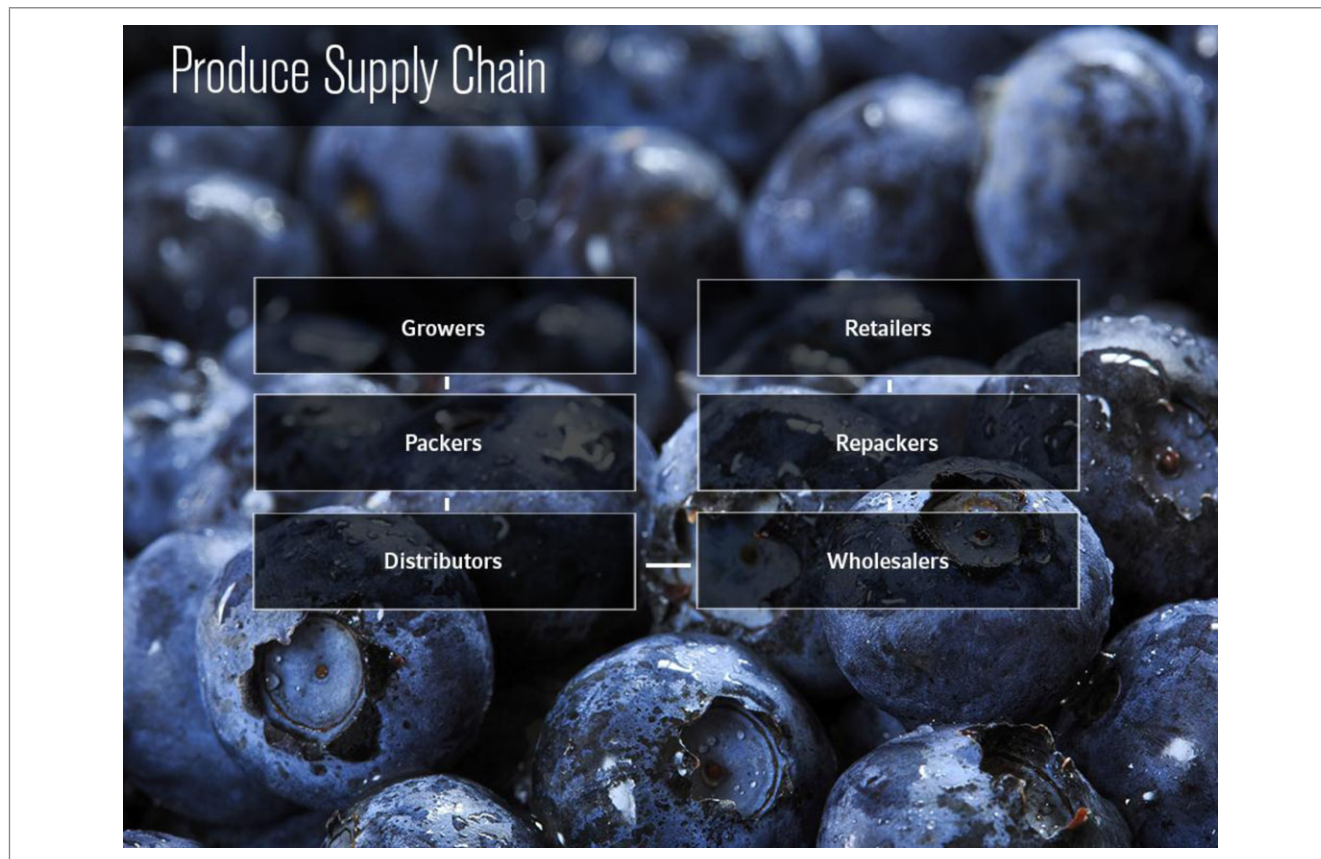 Produce Supply Chain
Growers
Retailers
Packers
Repackers
Distributors
Wholesalers